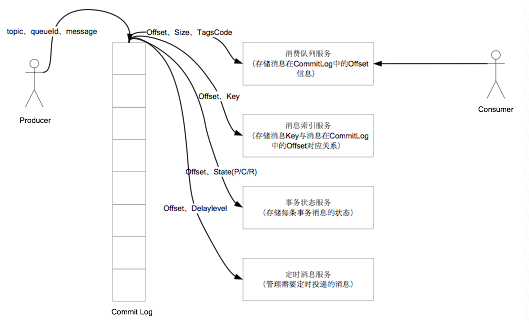 topic、queueId、message
Offset、Size、TagsCode
消费队列服务
(存储消息在CommitLog中的Offset
信息)
Producer
Consumer
Offset、Key
消息索引服务
(存储消息Key与消息在CommitLog
中的Offset对应关系)
Offset、State(P/C/R)
事务状态服务
(存储每条事务消息的状态)
Offset、Delaylevel
定时消息服务
(管理需要定时投递的消息)
Commit Log